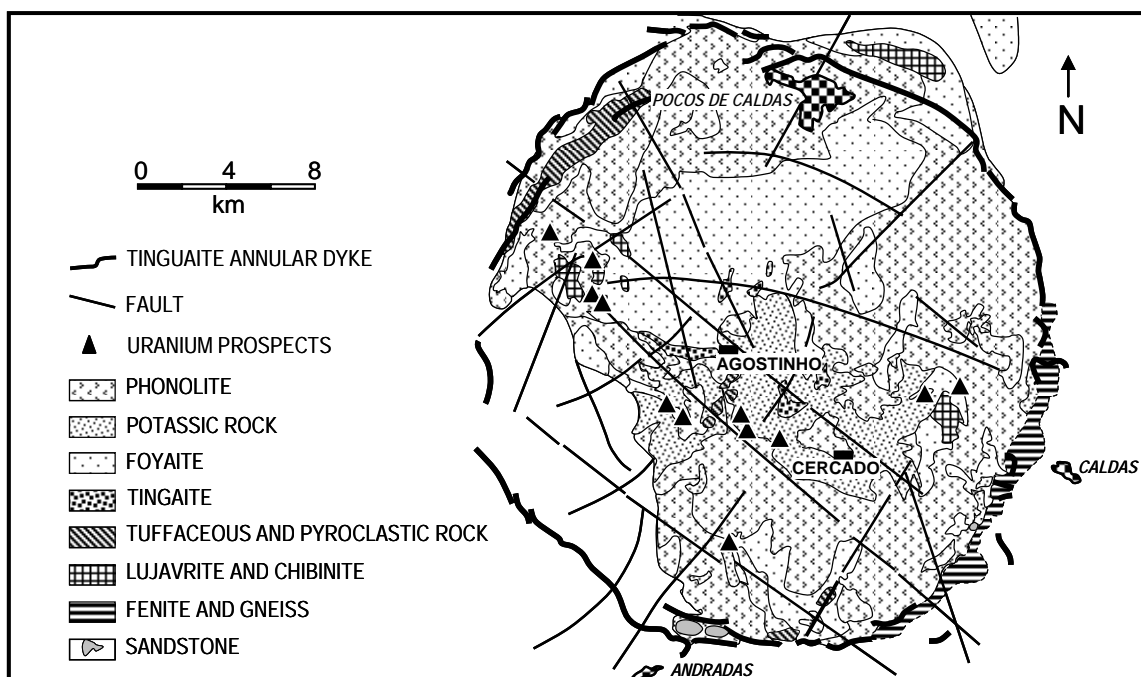 POCOS DE CALDAS
N
0 4 8
km
TINGUAITE ANNULAR DYKE
FAULT
URANIUM PROSPECTS
PHONOLITE
POTASSIC ROCK
FOYAITE
TINGAITE
TUFFACEOUS AND PYROCLASTIC ROCK
LUJAVRITE AND CHIBINITE
FENITE AND GNEISS
SANDSTONE
AGOSTINHO
CERCADO
CALDAS
ANDRADAS